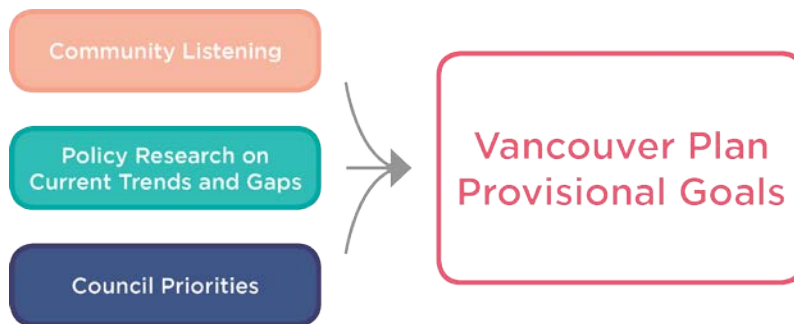 Community Listening
Policy Research on
Current Trends and Gaps
Council Priorities
Vancouver Plan
Provisional Goals